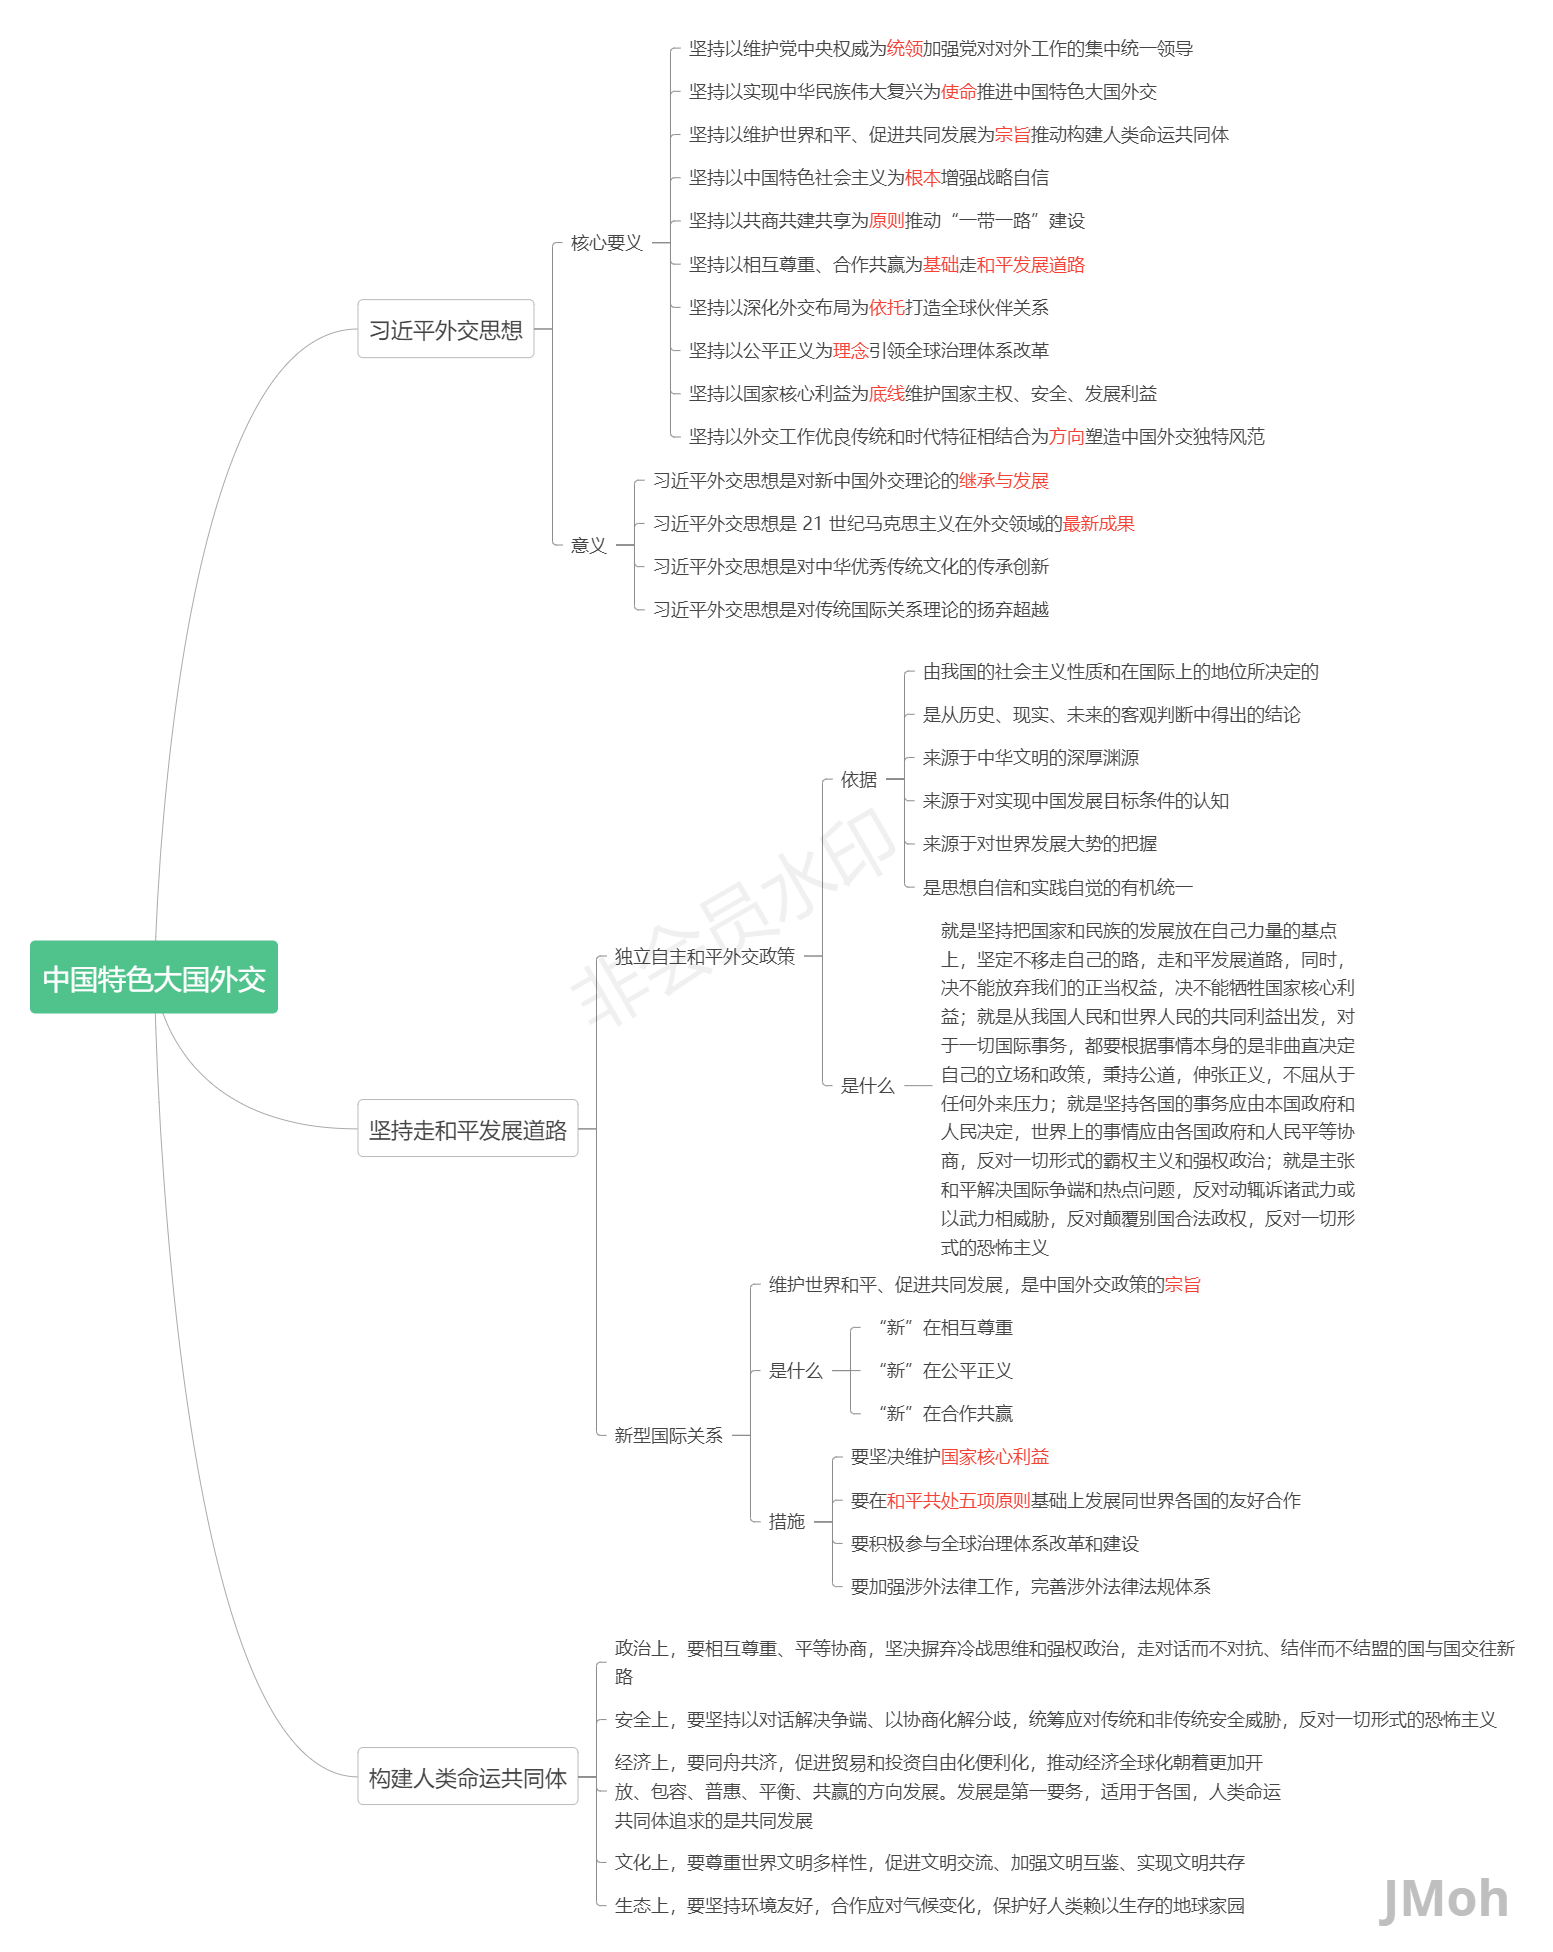 中国特色大国外交
习近平外交思想
核心要义
坚持以维护党中央权威为统领加强党对对外工作的集中统一领导
坚持以实现中华民族伟大复兴为使命推进中国特色大国外交
坚持以维护世界和平、促进共同发展为宗旨推动构建人类命运共同体
坚持以中国特色社会主义为根本增强战略自信
坚持以共商共建共享为原则推动“一带一路”建设
坚持以相互尊重、合作共赢为基础走和平发展道路
坚持以深化外交布局为依托打造全球伙伴关系
坚持以公平正义为理念引领全球治理体系改革
坚持以国家核心利益为底线维护国家主权、安全、发展利益
坚持以外交工作优良传统和时代特征相结合为方向塑造中国外交独特风范
意义
习近平外交思想是对新中国外交理论的继承与发展
习近平外交思想是 21 世纪马克思主义在外交领域的最新成果
习近平外交思想是对中华优秀传统文化的传承创新
习近平外交思想是对传统国际关系理论的扬弃超越
坚持走和平发展道路
独立自主和平外交政策
依据
由我国的社会主义性质和在国际上的地位所决定的
是从历史、现实、未来的客观判断中得出的结论
来源于中华文明的深厚渊源
来源于对实现中国发展目标条件的认知
来源于对世界发展大势的把握
是思想自信和实践自觉的有机统一
是什么
就是坚持把国家和民族的发展放在自己力量的基点
上，坚定不移走自己的路，走和平发展道路，同时，
决不能放弃我们的正当权益，决不能牺牲国家核心利
益；就是从我国人民和世界人民的共同利益出发，对
于一切国际事务，都要根据事情本身的是非曲直决定
自己的立场和政策，秉持公道，伸张正义，不屈从于
任何外来压力；就是坚持各国的事务应由本国政府和
人民决定，世界上的事情应由各国政府和人民平等协
商，反对一切形式的霸权主义和强权政治；就是主张
和平解决国际争端和热点问题，反对动辄诉诸武力或
以武力相威胁，反对颠覆别国合法政权，反对一切形
式的恐怖主义
新型国际关系
维护世界和平、促进共同发展，是中国外交政策的宗旨
是什么
“新”在相互尊重
“新”在公平正义
“新”在合作共赢
措施
要坚决维护国家核心利益
要在和平共处五项原则基础上发展同世界各国的友好合作
要积极参与全球治理体系改革和建设
要加强涉外法律工作，完善涉外法律法规体系
构建人类命运共同体
政治上，要相互尊重、平等协商，坚决摒弃冷战思维和强权政治，走对话而不对抗、结伴而不结盟的国与国交往新
路
安全上，要坚持以对话解决争端、以协商化解分歧，统筹应对传统和非传统安全威胁，反对一切形式的恐怖主义
经济上，要同舟共济，促进贸易和投资自由化便利化，推动经济全球化朝着更加开
放、包容、普惠、平衡、共赢的方向发展。发展是第一要务，适用于各国，人类命运
共同体追求的是共同发展
文化上，要尊重世界文明多样性，促进文明交流、加强文明互鉴、实现文明共存
生态上，要坚持环境友好，合作应对气候变化，保护好人类赖以生存的地球家园
非会员水印
JMoh